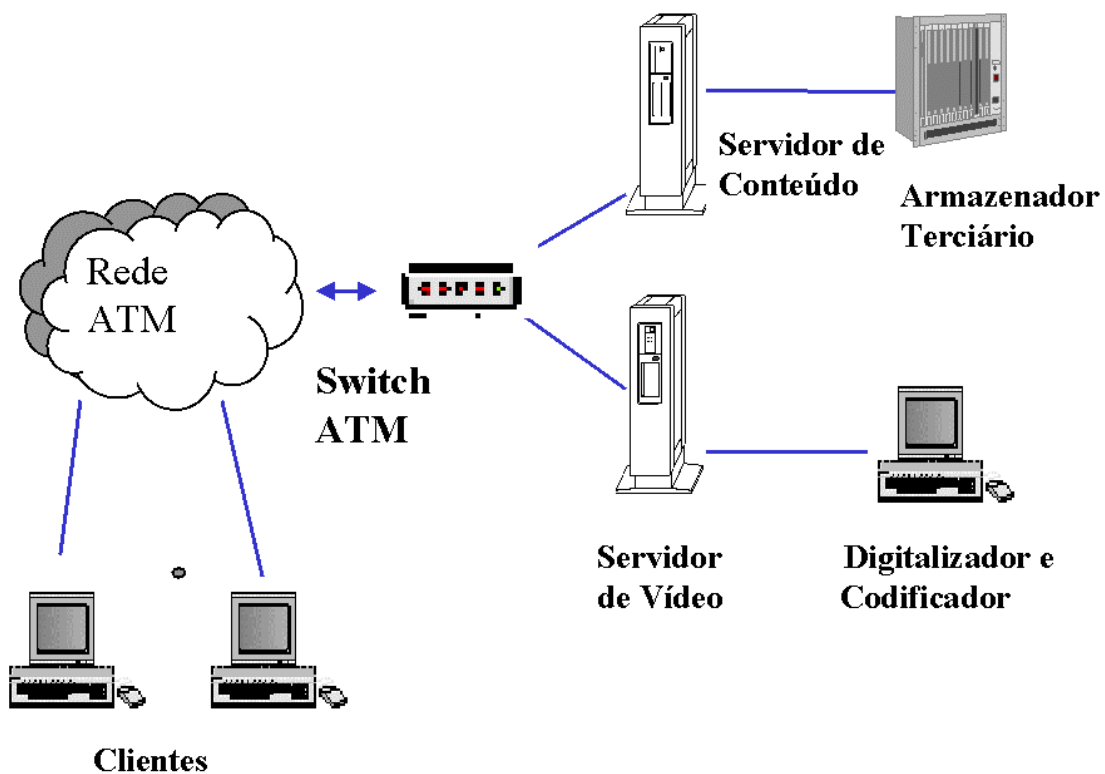 Servidor de
Conteúdo
Armazenador
Terciário
Rede
ATM
Switch
ATM
Servidor
de Vídeo
Digitalizador e
Codificador
Clientes